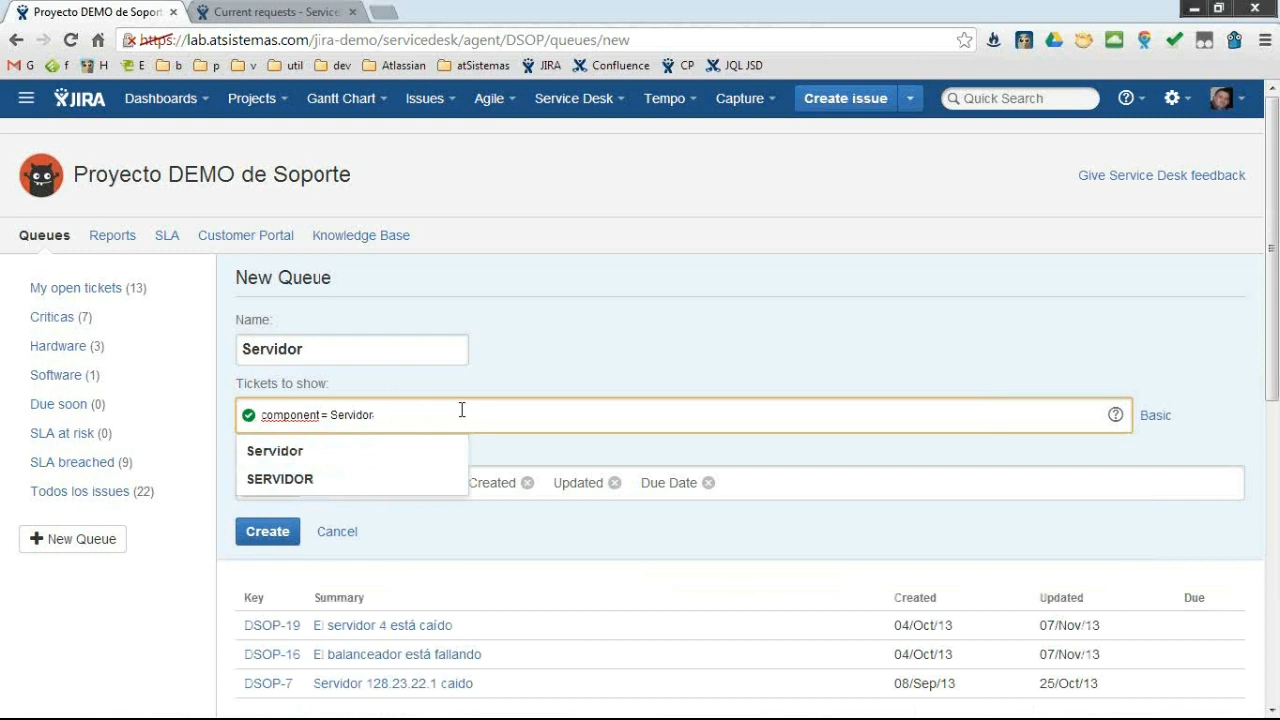 Proyecto DEMO de Soport
Current requests - Service
https://lab.atsistemas.com/jira-demo/servicedesk/agent/DSOP/queues/new
G f H E b p v util dev Atlassian atSistemas JIRA Confluence CP JQL JSD
JIRA Dashboards Projects Gantt Chart Issues Agile Service Desk Tempo Capture Create issue Quick Search
Proyecto DEMO de Soporte
Give Service Desk feedback
Queues Reports SLA Customer Portal Knowledge Base
My open tickets (13)
Criticas (7)
Hardware (3)
Software (1)
Due soon (0)
SLA at risk (0)
SLA breached (9)
Todos los issues (22)
New Queue
New Queue
Name:
Servidor
Tickets to show:
component = Servidor
Basic
Servidor
SERVIDOR
Created Updated Due Date
Create Cancel
Key Summary Created Updated Due
DSOP-19 El servidor 4 está caído 04/Oct/13 07/Nov/13
DSOP-16 El balanceador está fallando 04/Oct/13 07/Nov/13
DSOP-7 Servidor 128.23.22.1 caido 08/Sep/13 25/Oct/13